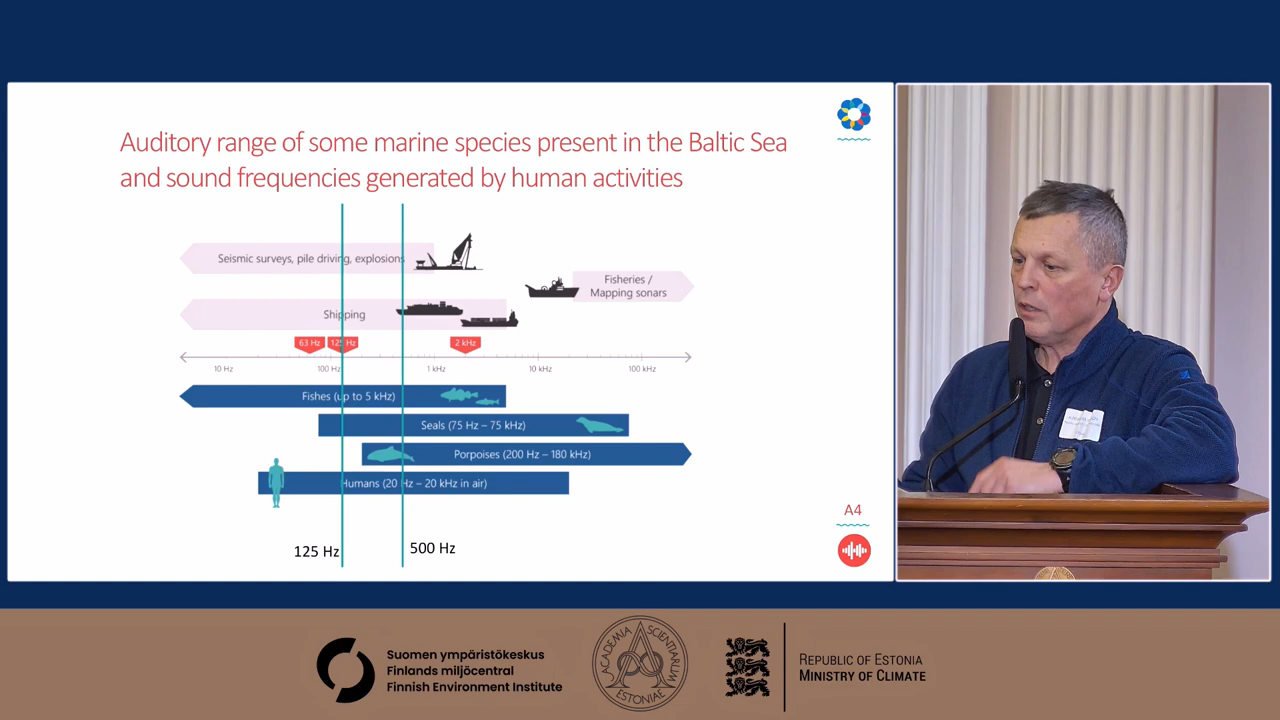 Auditory range of some marine species present in the Baltic Sea
and sound frequencies generated by human activities
Seismic surveys, pile driving, explosions
Fisheries /
Mapping sonars
Shipping
63 Hz
125 Hz
2 kHz
10 Hz
100 Hz
1 kHz
10 kHz
100 kHz
Fishes (up to 5 kHz)
Seals (75 Hz – 75 kHz)
Porpoises (200 Hz – 180 kHz)
Humans (20 Hz – 20 kHz in air)
125 Hz
500 Hz
A4
Suomen ympäristökeskus
Finlands miljöcentral
Finnish Environment Institute
ACADEMIA SCIENTIARUM ESTONIAE
REPUBLIC OF ESTONIA
MINISTRY OF CLIMATE